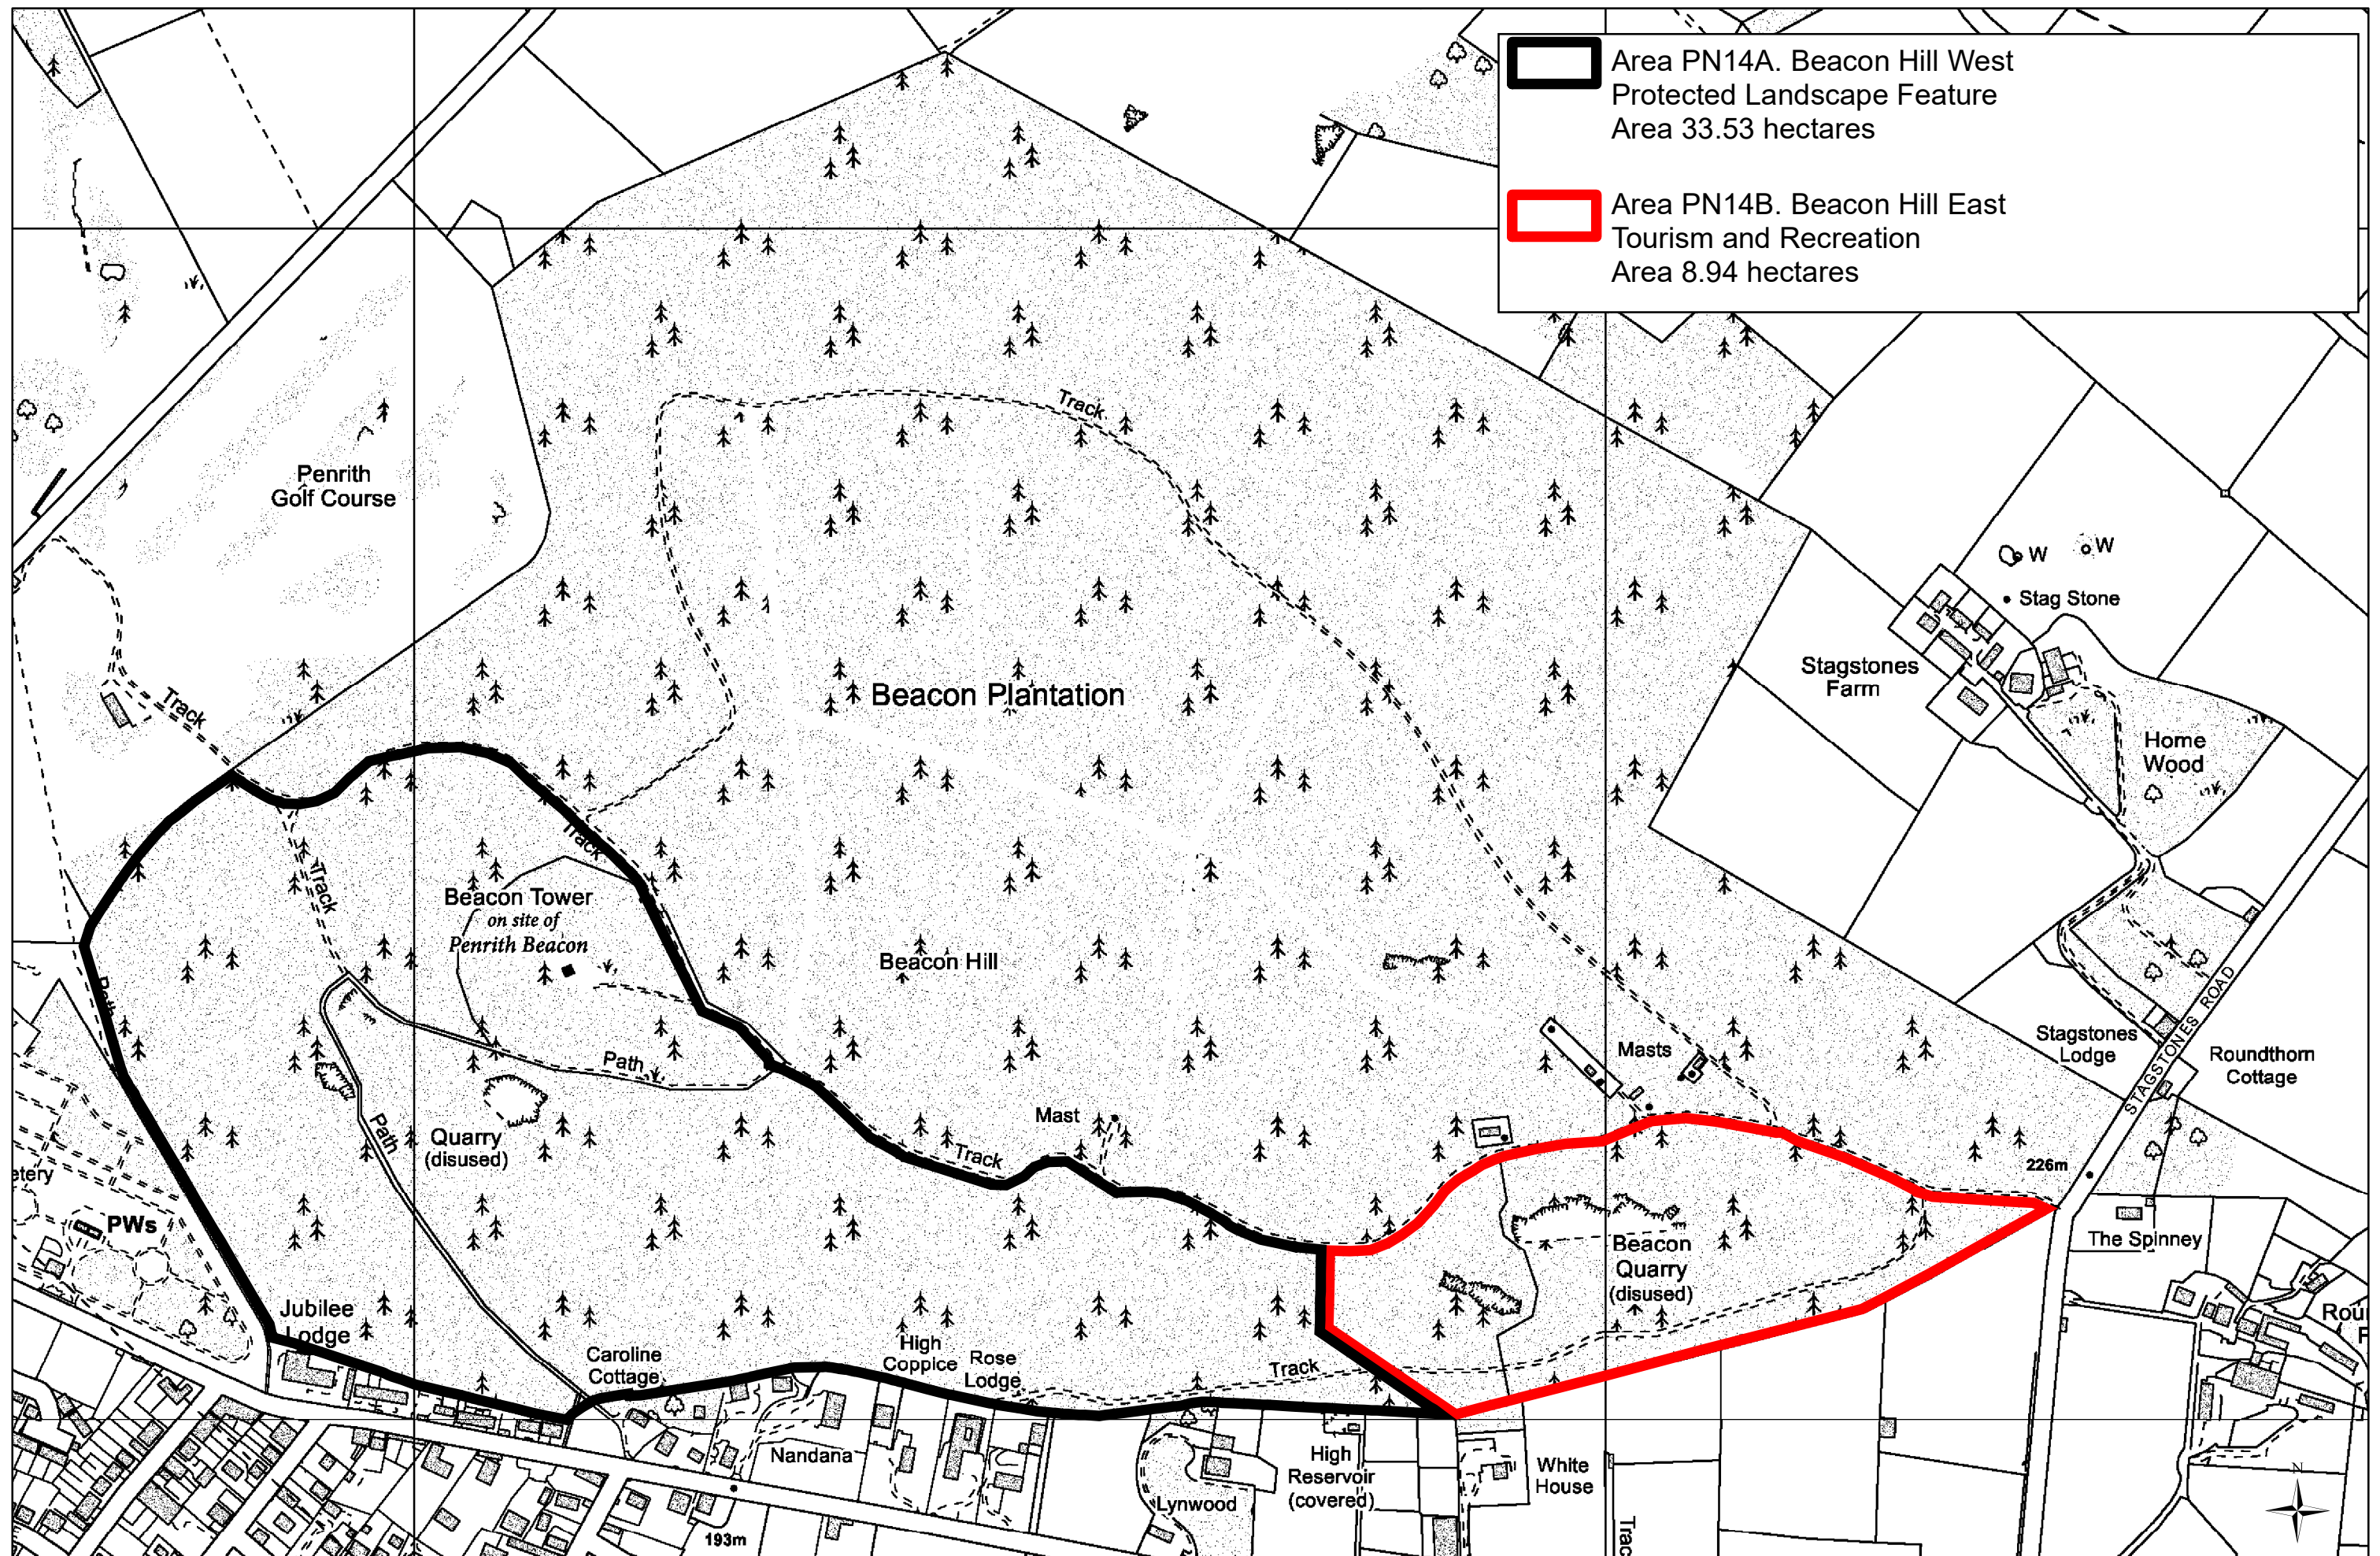 Area PN14A. Beacon Hill West
Protected Landscape Feature
Area 33.53 hectares
Area PN14B. Beacon Hill East
Tourism and Recreation
Area 8.94 hectares
Track
Penrith
Golf Course
W
W
Stag Stone
Stagstones
Farm
Beacon Plantation
Track
Home
Wood
Track
Track
Beacon Tower
on site of
Penrith Beacon
Beacon Hill
Path
STAGSTONES ROAD
Stagstones
Lodge
Roundthorn
Cottage
Masts
Path
Mast
Path
Quarry
(disused)
Track
226m
etery
PWs
The Spinney
Beacon
Quarry
(disused)
Jubilee
Lodge
High
Coppice
Rose
Lodge
Caroline
Cottage
Track
Nandana
High
Reservoir
(covered)
White
House
Lynwood
193m
Trac
N